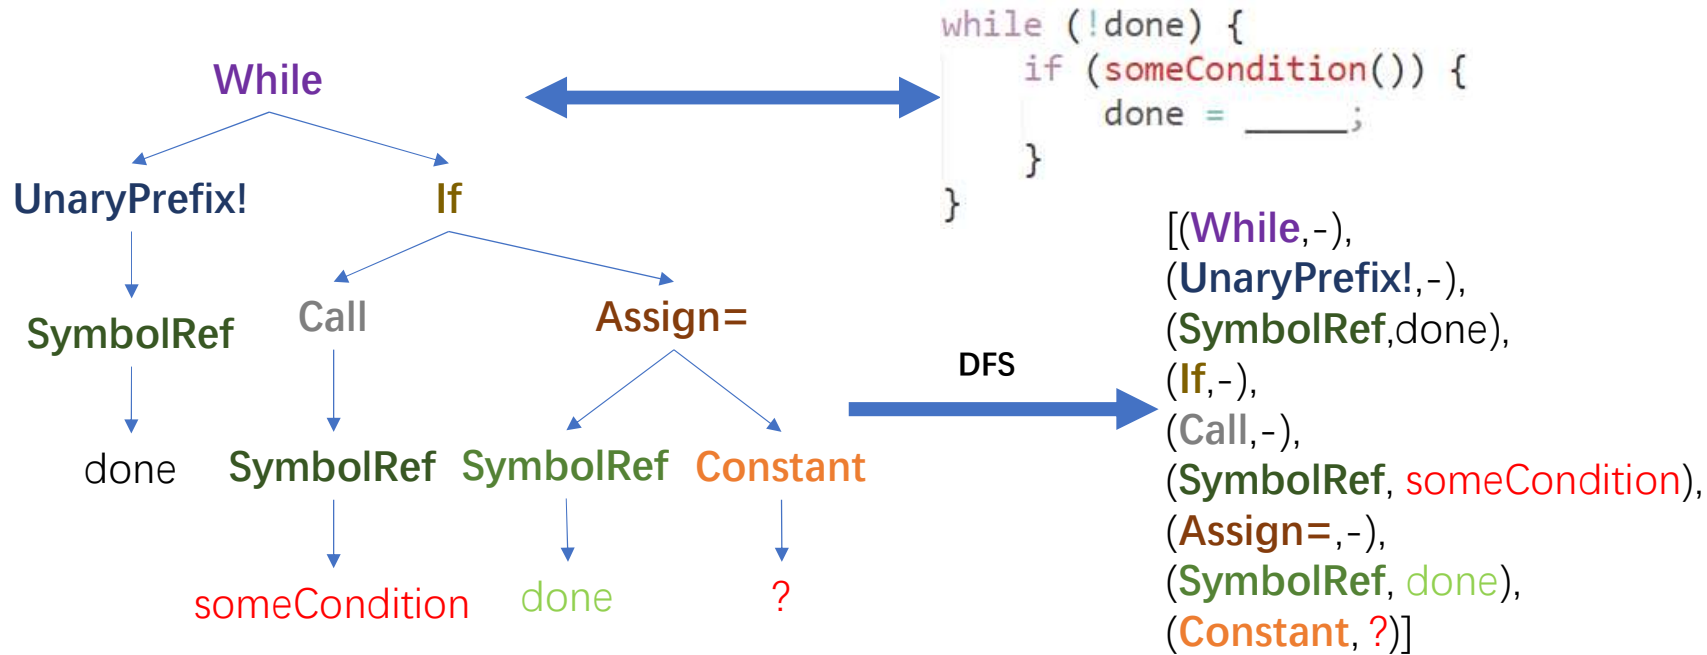 while (!done) {
if (someCondition()) {
done = _____;
}
}
While
UnaryPrefix!
If
SymbolRef
Call
Assign=
done
SymbolRef
SymbolRef
Constant
someCondition
done
?
DFS
[(While,-),
(UnaryPrefix!,-),
(SymbolRef,done),
(If,-),
(Call,-),
(SymbolRef, someCondition),
(Assign=,-),
(SymbolRef, done),
(Constant, ?)]